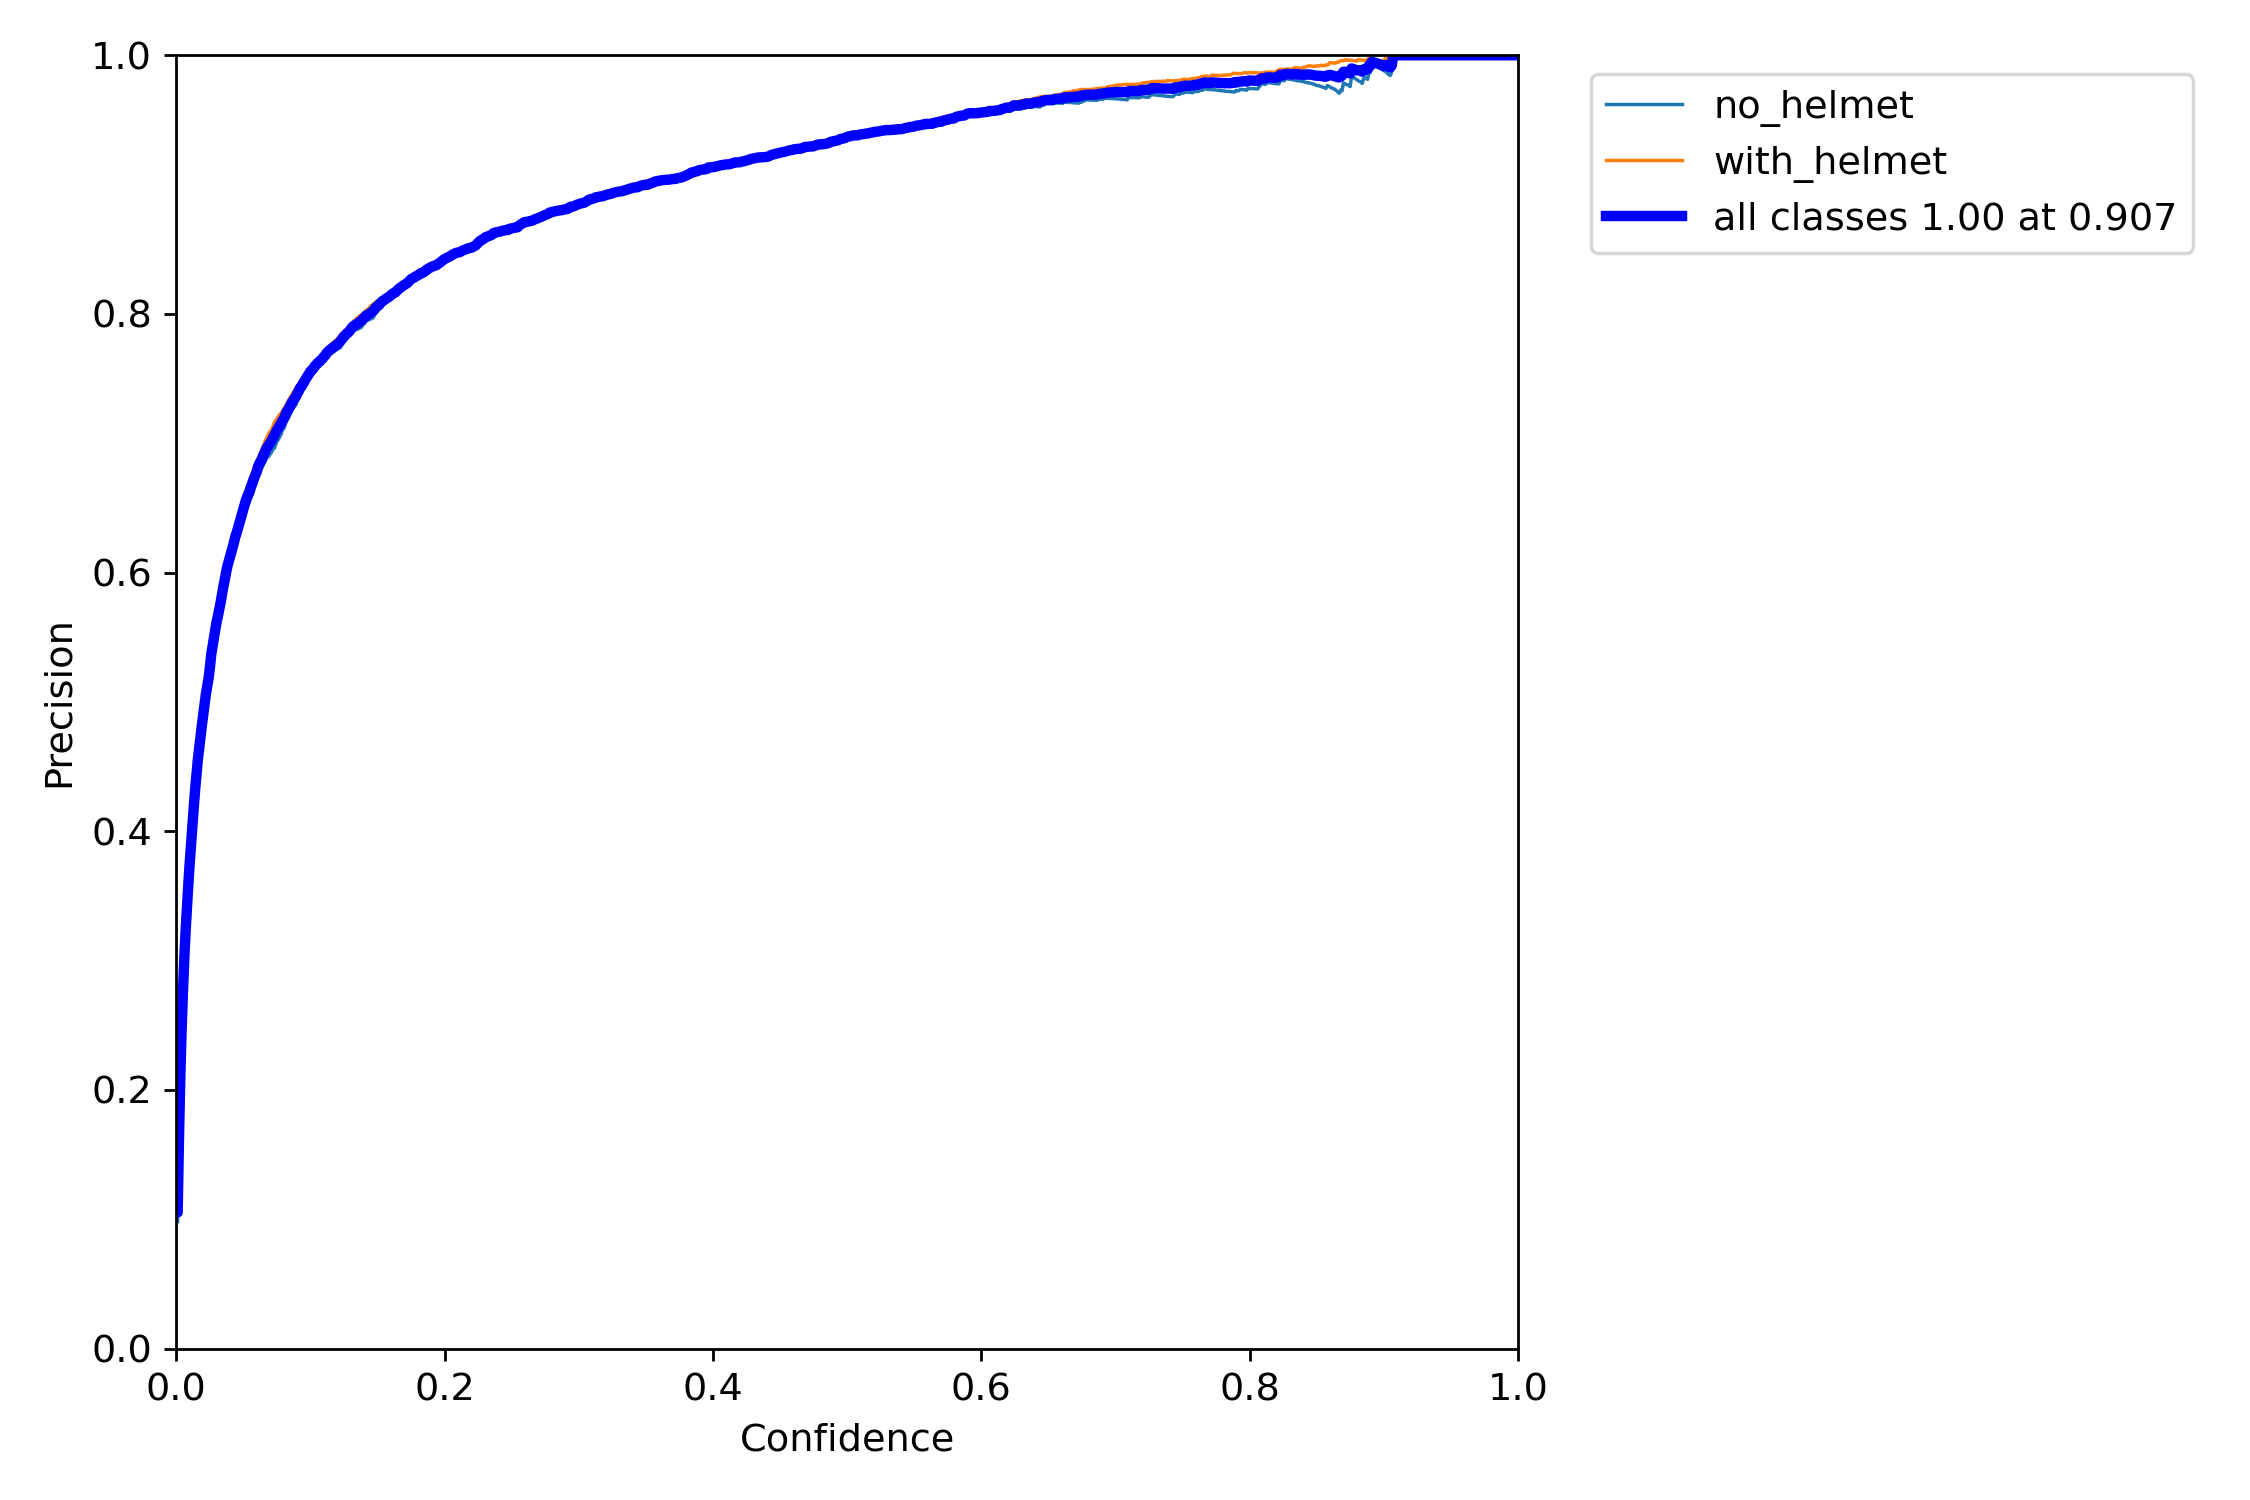 1.0
0.8
0.6
0.4
0.2
0.0
Precision
0.0 0.2 0.4 0.6 0.8 1.0
Confidence
no_helmet
with_helmet
all classes 1.00 at 0.907